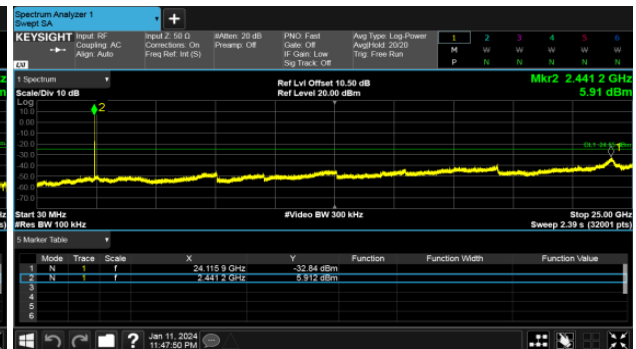 Spectrum Analyzer 1
Swept SA
+
KEYSIGHT Input: RF Input Z: 50 Ω #Atten: 20 dB PNO: Fast Avg Type: Log-Power 1 2 3 4 5 6
Coupling: AC Corrections: On Preamp: Off Gate: Off Avg|Hold: 20/20 M W W W W W
Align: Auto Freq Ref: Int (S) IF Gain: Low Trig: Free Run
Sig Track: Off P N N N N N
LXI
1 Spectrum Ref Lvl Offset 10.50 dB Mkr2 2.441 2 GHz
Scale/Div 10 dB Ref Level 20.00 dBm 5.91 dBm
Log
10.0
0.00
-10.0
-20.0
-30.0
-40.0
-50.0
-60.0
-70.0
2
1
Start 30 MHz #Video BW 300 kHz Stop 25.00 GHz
#Res BW 100 kHz Sweep 2.39 s (32001 pts)
5 Marker Table
Mode Trace Scale X Y Function Function Width Function Value
1 N 1 f 24.115 9 GHz -32.84 dBm
2 N 1 f 2.441 2 GHz 5.912 dBm
3
4
5
6
? Jan 11, 2024
11:47:50 PM